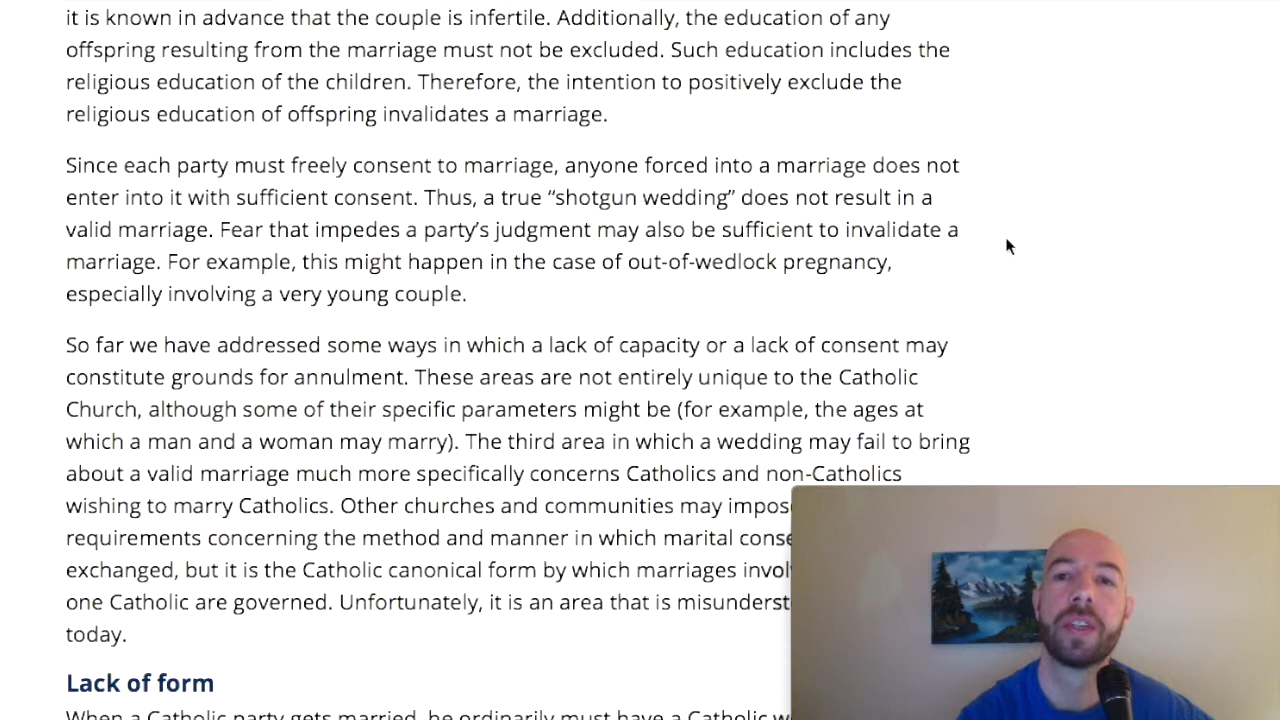 it is known in advance that the couple is infertile. Additionally, the education of any
offspring resulting from the marriage must not be excluded. Such education includes the
religious education of the children. Therefore, the intention to positively exclude the
religious education of offspring invalidates a marriage.
Since each party must freely consent to marriage, anyone forced into a marriage does not
enter into it with sufficient consent. Thus, a true “shotgun wedding” does not result in a
valid marriage. Fear that impedes a party’s judgment may also be sufficient to invalidate a
marriage. For example, this might happen in the case of out-of-wedlock pregnancy,
especially involving a very young couple.
So far we have addressed some ways in which a lack of capacity or a lack of consent may
constitute grounds for annulment. These areas are not entirely unique to the Catholic
Church, although some of their specific parameters might be (for example, the ages at
which a man and a woman may marry). The third area in which a wedding may fail to bring
about a valid marriage much more specifically concerns Catholics and non-Catholics
wishing to marry Catholics. Other churches and communities may impos
requirements concerning the method and manner in which marital conse
exchanged, but it is the Catholic canonical form by which marriages invol
one Catholic are governed. Unfortunately, it is an area that is misunderst
today.
Lack of form
When a Catholic party gets married, he ordinarily must have a Catholic w